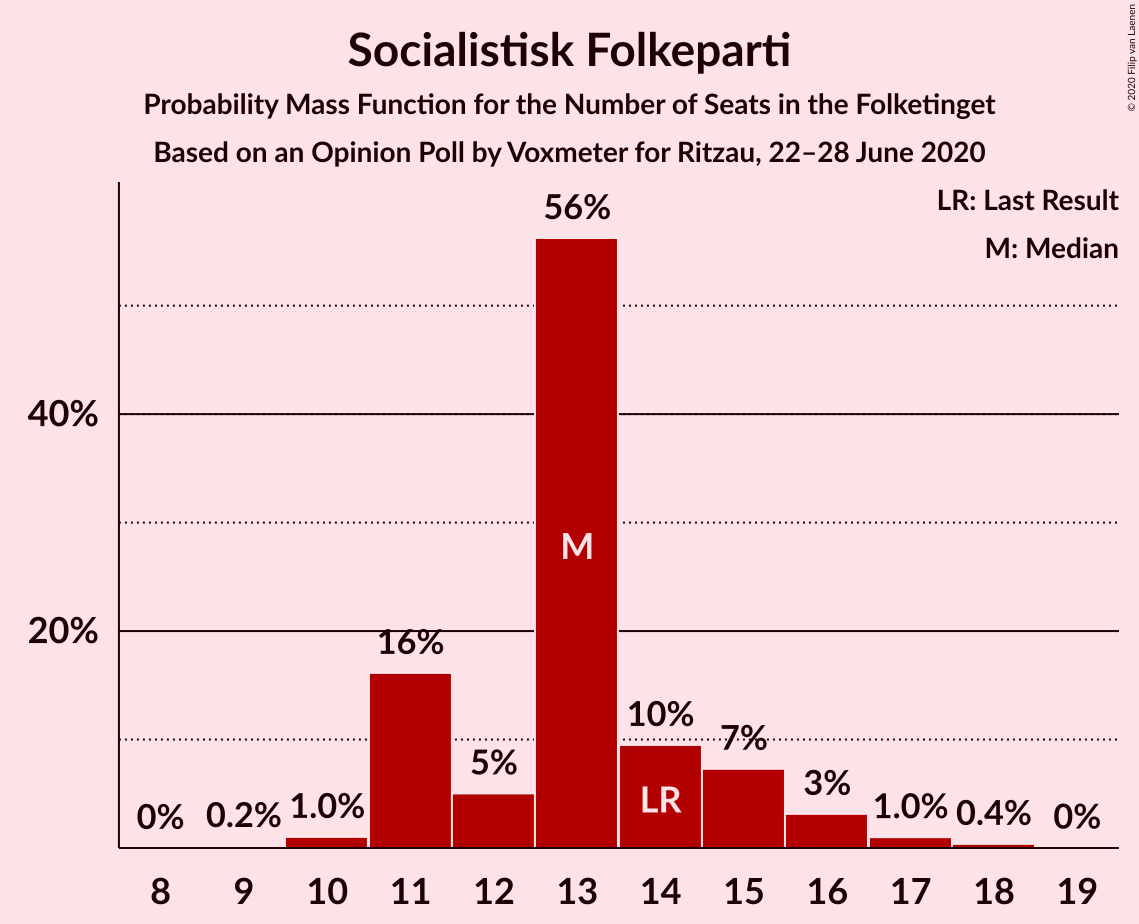 Socialistisk Folkeparti
Probability Mass Function for the Number of Seats in the Folketinget
Based on an Opinion Poll by Voxmeter for Ritzau, 22–28 June 2020
© 2020 Filip van Laenen
LR: Last Result
M: Median
56%
40%
M
20%
16%
10%
7%
5%
3%
LR
0%
0.2%
1.0%
1.0%
0.4%
0%
8 9 10 11 12 13 14 15 16 17 18 19